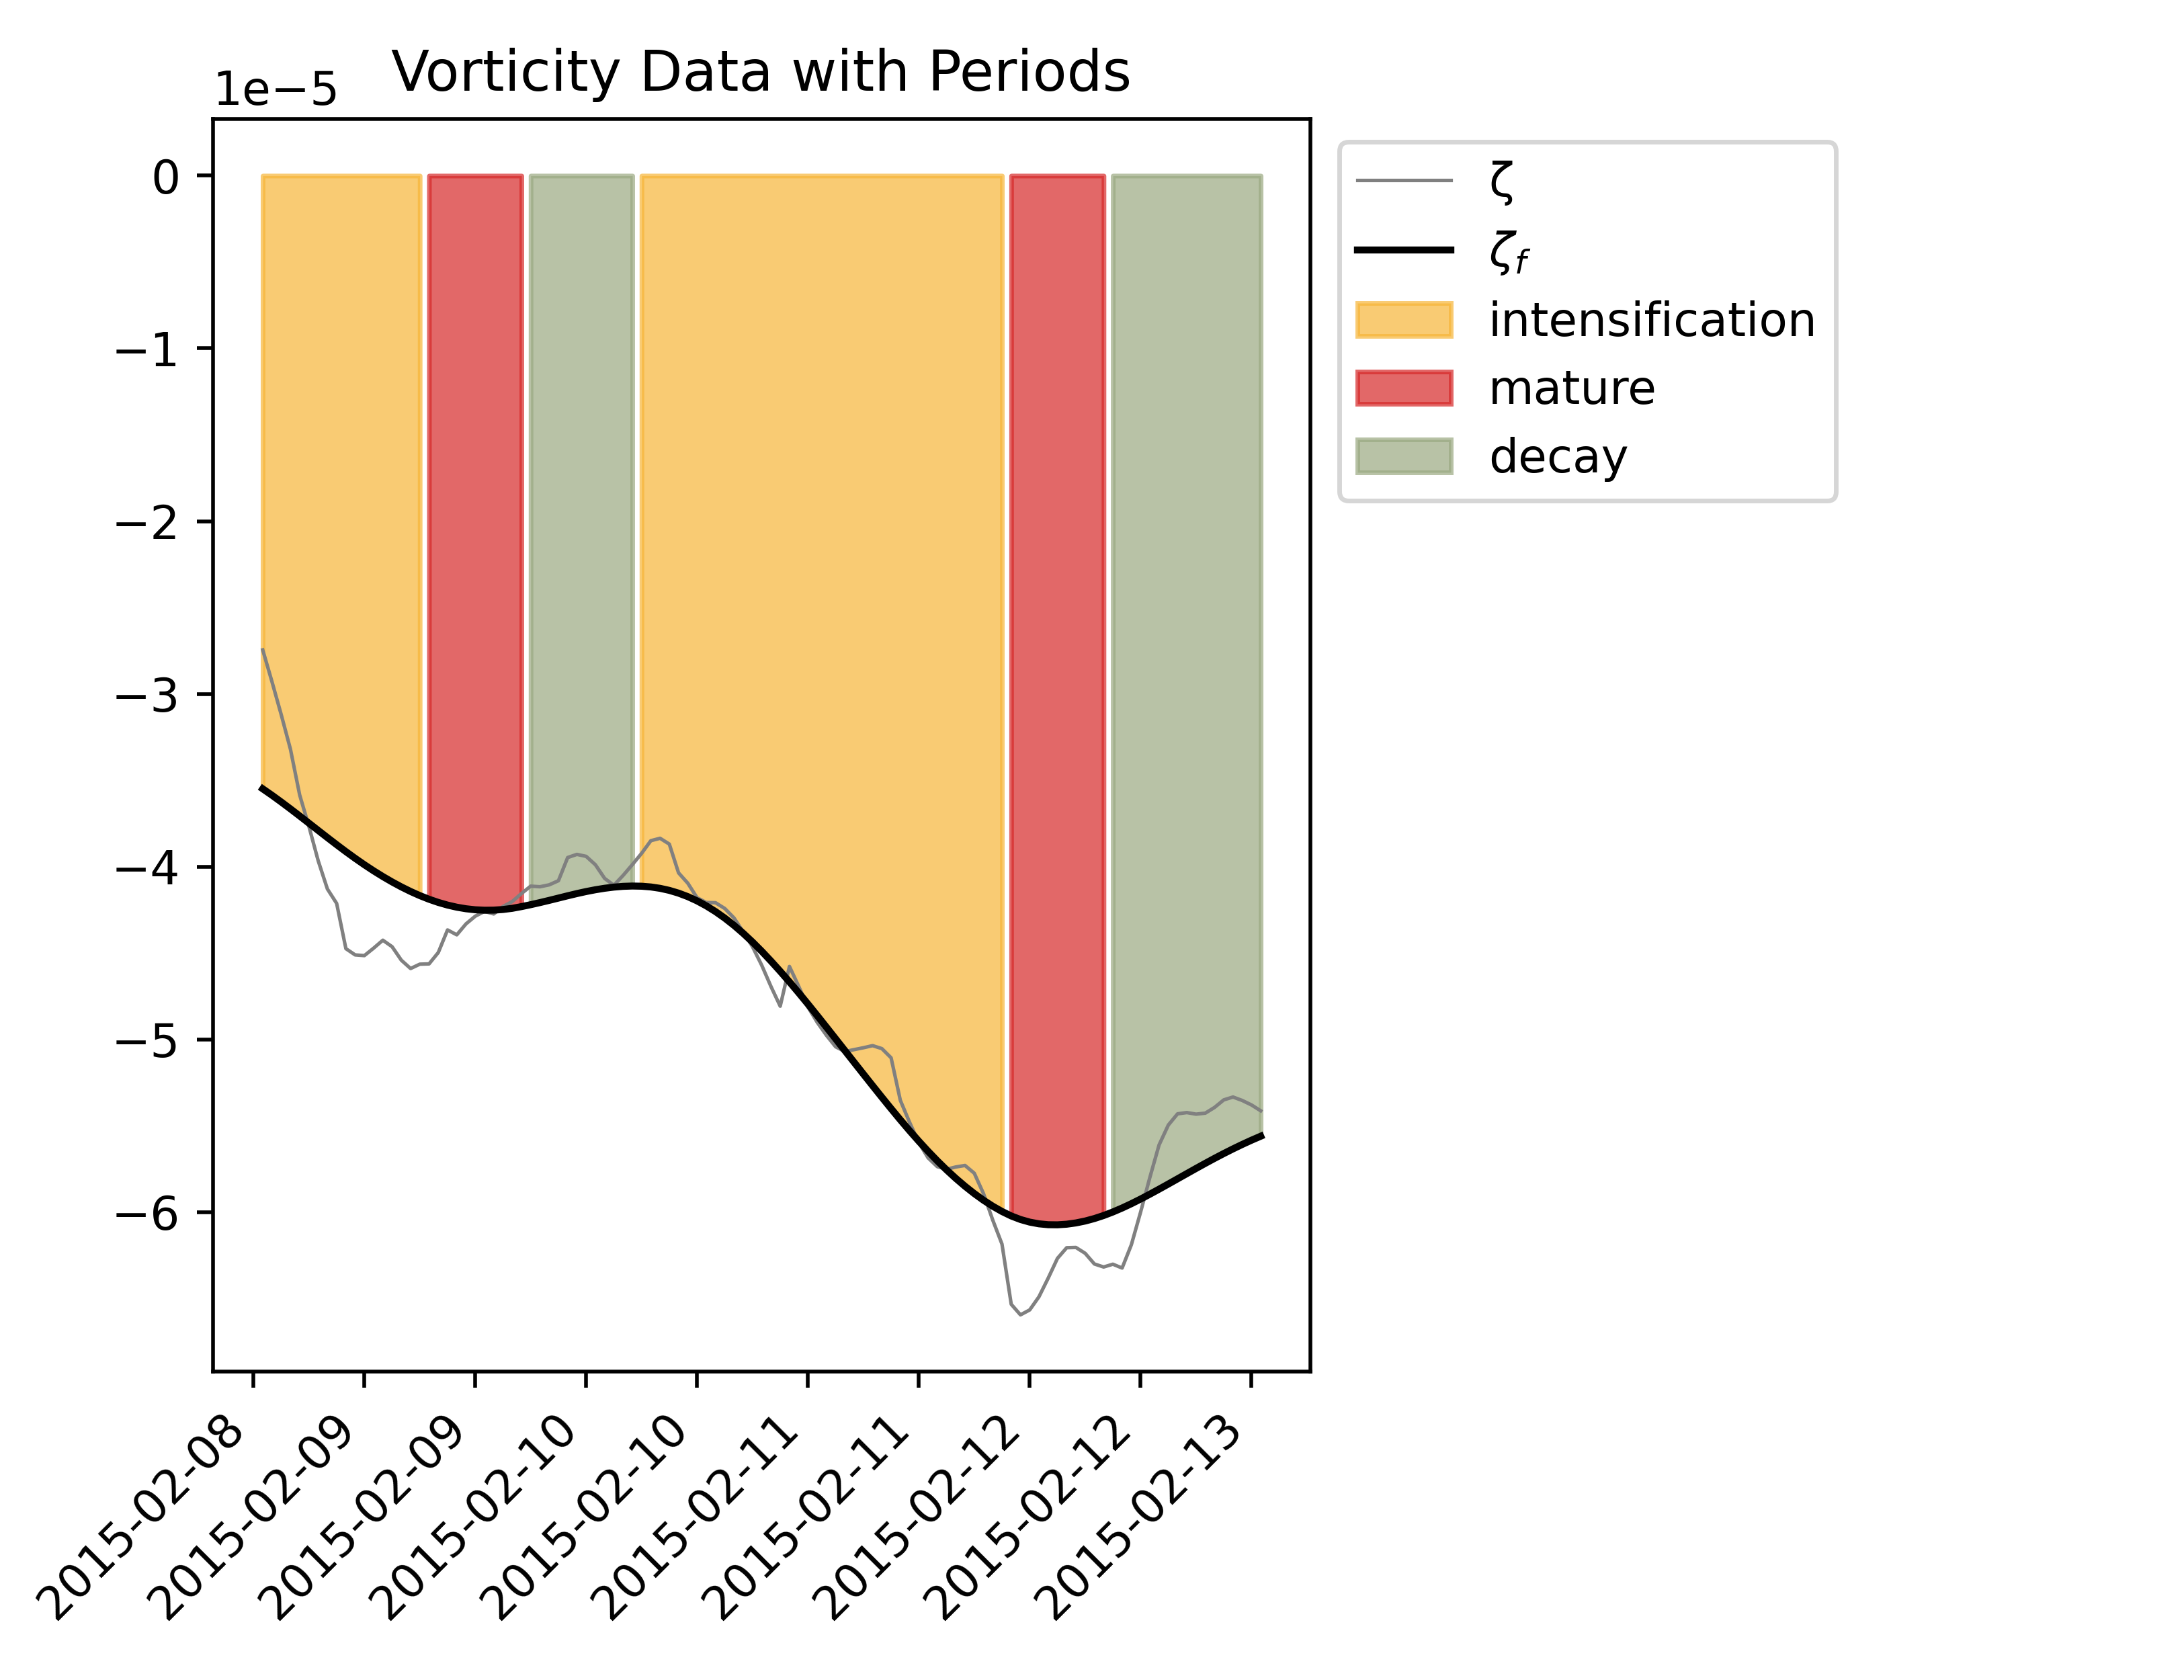 Vorticity Data with Periods
1e−5
0
−1
−2
−3
−4
−5
−6
2015-02-08
2015-02-09
2015-02-09
2015-02-10
2015-02-10
2015-02-11
2015-02-11
2015-02-12
2015-02-12
2015-02-13
ζ
ζf
intensification
mature
decay